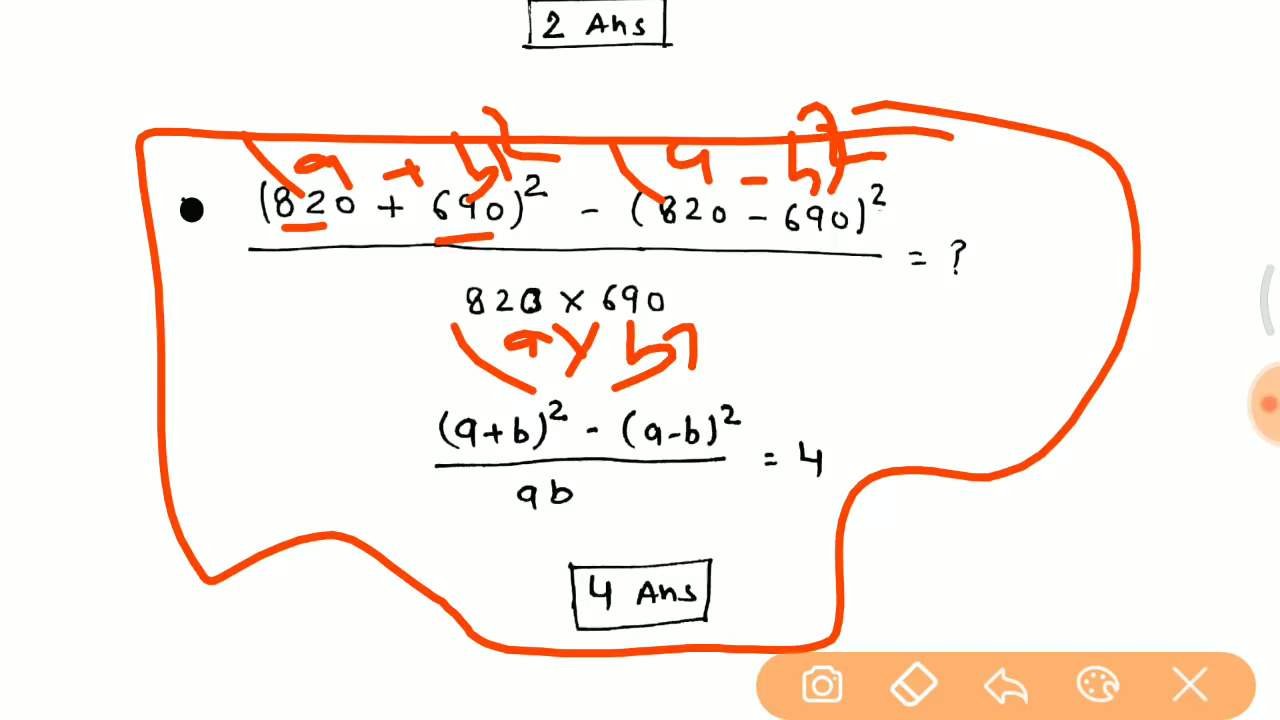 2 Ans
a + b)² a - b)²
(820 + 690)² - (820 - 690)²
= ?
820 × 690
(a × b)
(a+b)² - (a-b)²
= 4
ab
4 Ans